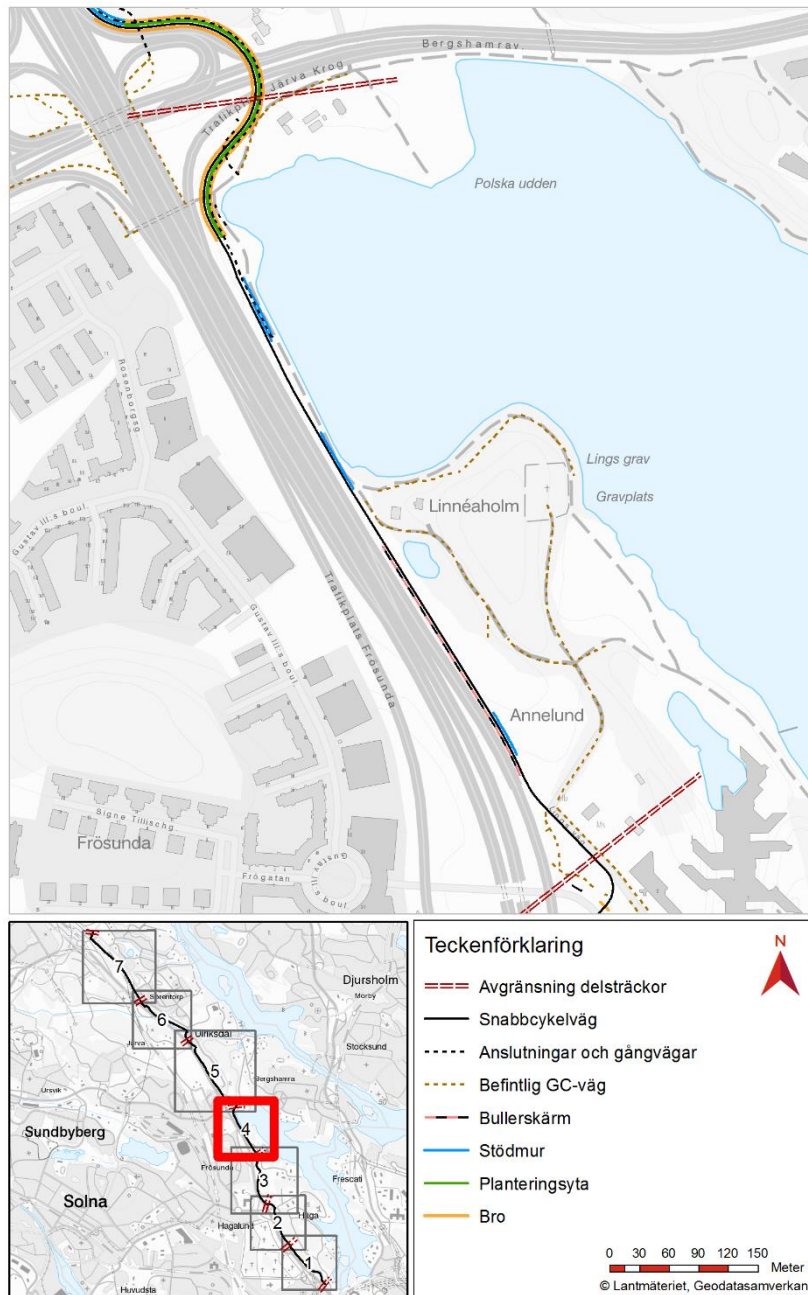 Bergshamrav.
Trafikplats Järva Krog
Polska udden
Rosenborgsg.
Lings grav
Gravplats
Linnéaholm
Gustav III:s boul.
Gustav III:s boul.
Trafikplats Frösunda
Annelund
Signe Tillischg.
Frösunda
Frögatan
Gustav III:s
boul
7
Sörentorp
6
Järva
Ulriksdal
Djursholm
Mörby
Stocksund
5
Bergshamra
Ursvik
Sundbyberg
4
Frösunda
3
Frescati
Solna
Haga
Hagalund
2
1
Huvudsta
Teckenförklaring
N
Avgränsning delsträckor
Snabbcykelväg
Anslutningar och gångvägar
Befintlig GC-väg
Bullerskärm
Stödmur
Planteringsyta
Bro
0 30 60 90 120 150
Meter
© Lantmäteriet, Geodatasamverkan